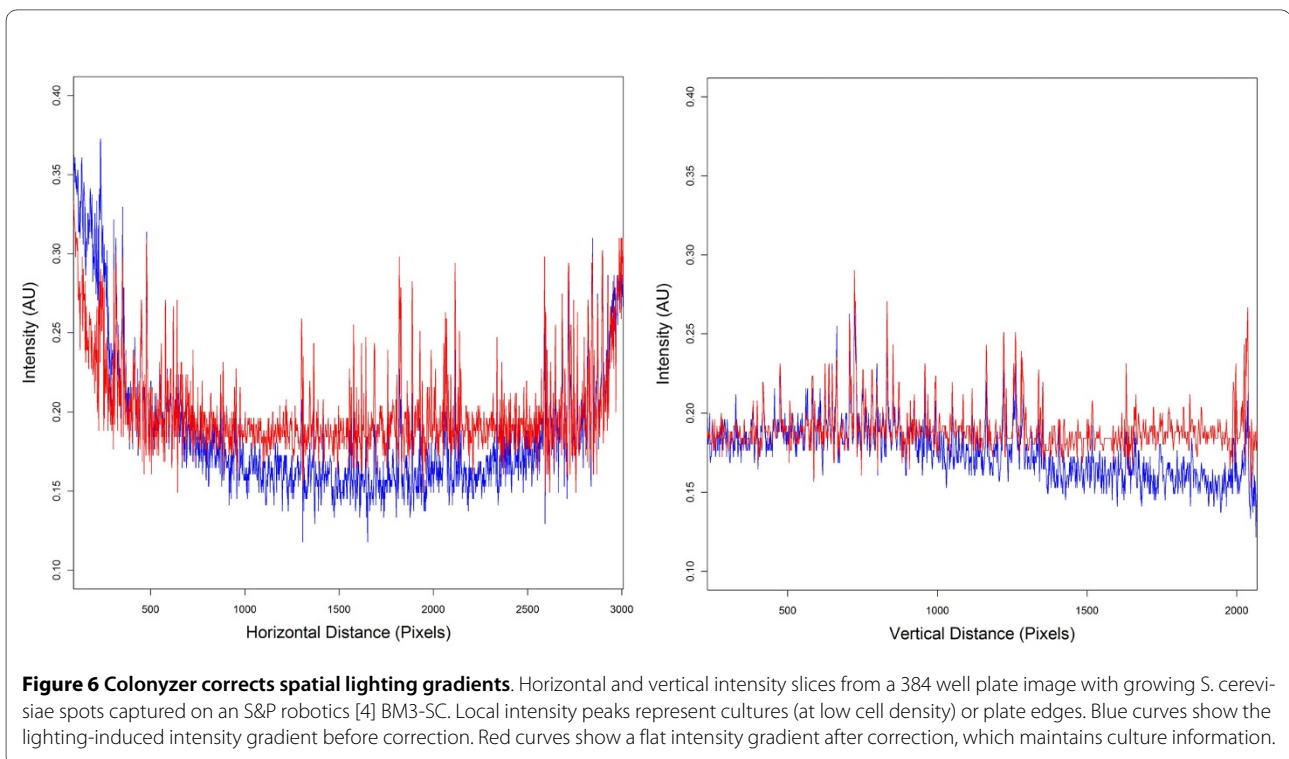 0.40
0.35
0.30
0.25
0.20
0.15
0.10
Intensity (AU)
500 1000 1500 2000 2500 3000
Horizontal Distance (Pixels)
0.40
0.35
0.30
0.25
0.20
0.15
0.10
Intensity (AU)
500 1000 1500 2000
Vertical Distance (Pixels)
Figure 6 Colonyzer corrects spatial lighting gradients. Horizontal and vertical intensity slices from a 384 well plate image with growing S. cerevi-
siae spots captured on an S&P robotics [4] BM3-SC. Local intensity peaks represent cultures (at low cell density) or plate edges. Blue curves show the
lighting-induced intensity gradient before correction. Red curves show a flat intensity gradient after correction, which maintains culture information.